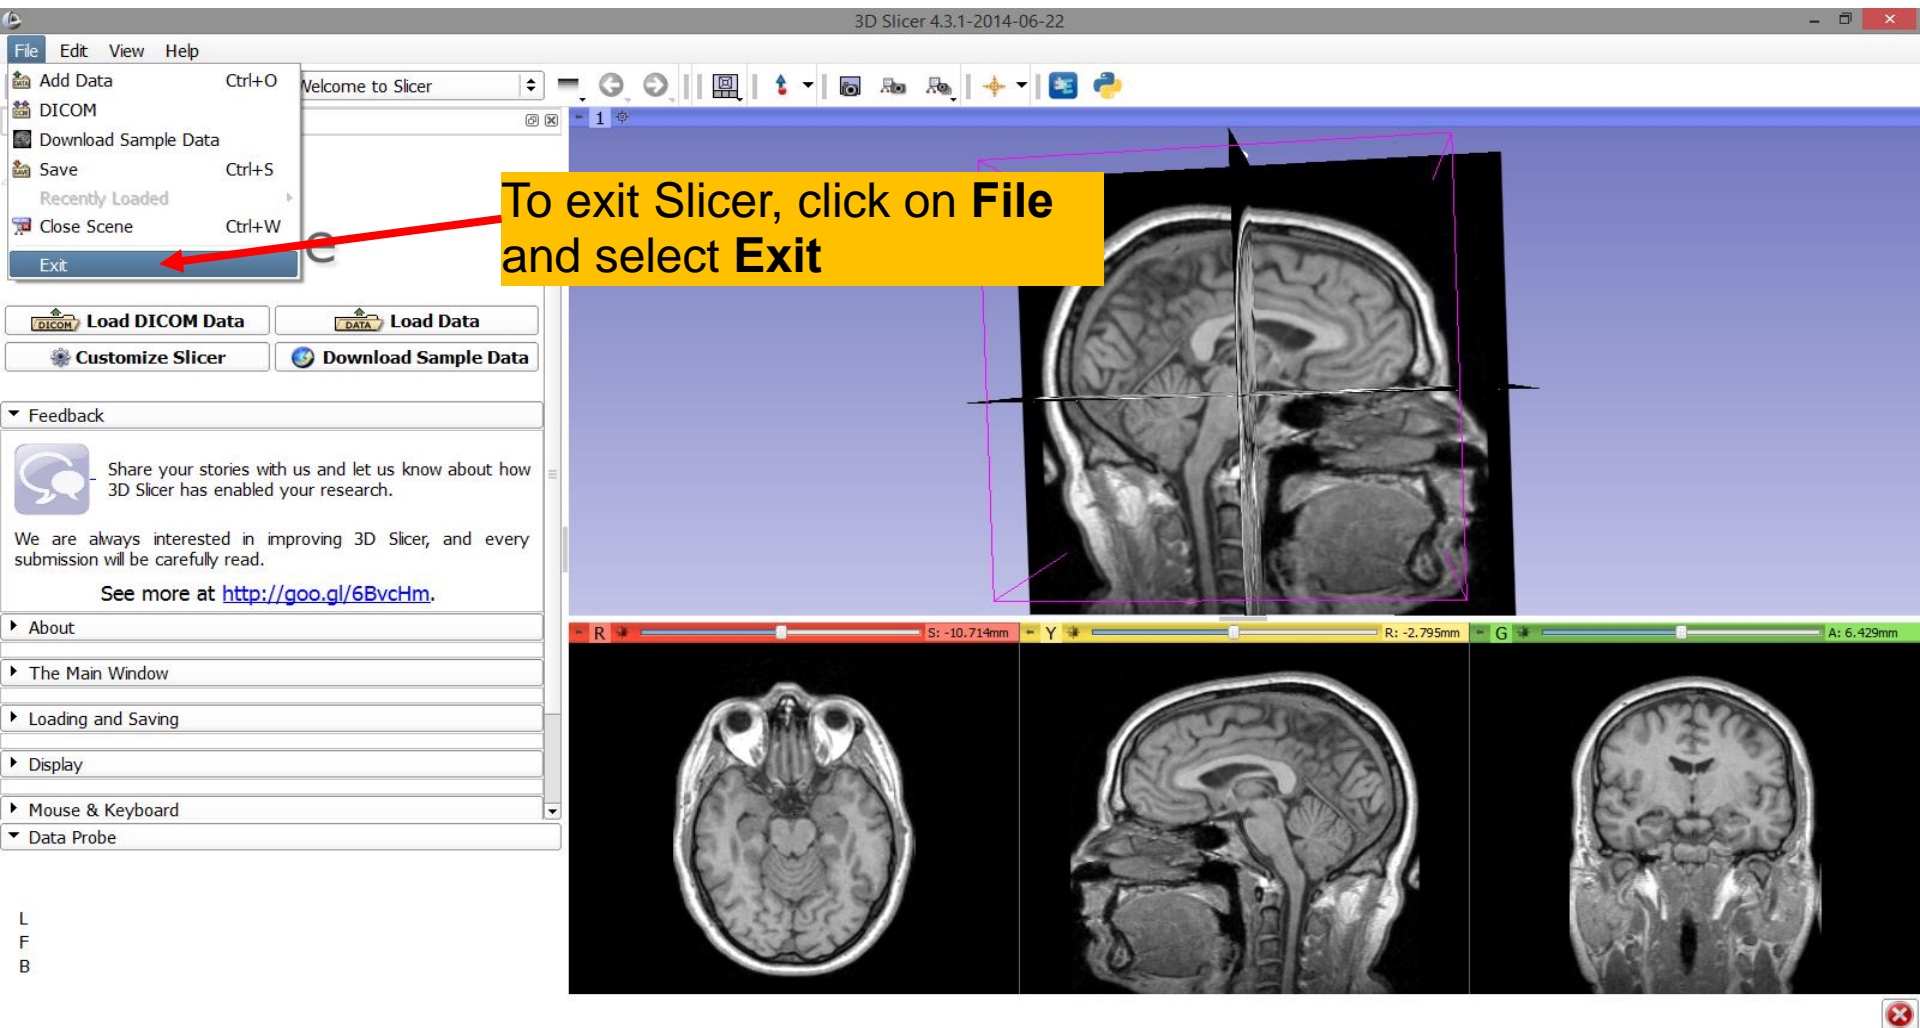 3D Slicer 4.3.1-2014-06-22
File Edit View Help
Add Data Ctrl+O
DICOM
Download Sample Data
Save Ctrl+S
Recently Loaded
Close Scene Ctrl+W
Exit
Welcome to Slicer
1
To exit Slicer, click on File
and select Exit
e
Load DICOM Data
Load Data
Customize Slicer
Download Sample Data
Feedback
Share your stories with us and let us know about how
3D Slicer has enabled your research.
We are always interested in improving 3D Slicer, and every
submission will be carefully read.
See more at http://goo.gl/6BvcHm.
About
The Main Window
Loading and Saving
Display
Mouse & Keyboard
Data Probe
L
F
B
R S: -10.714mm
Y R: -2.795mm
G A: 6.429mm